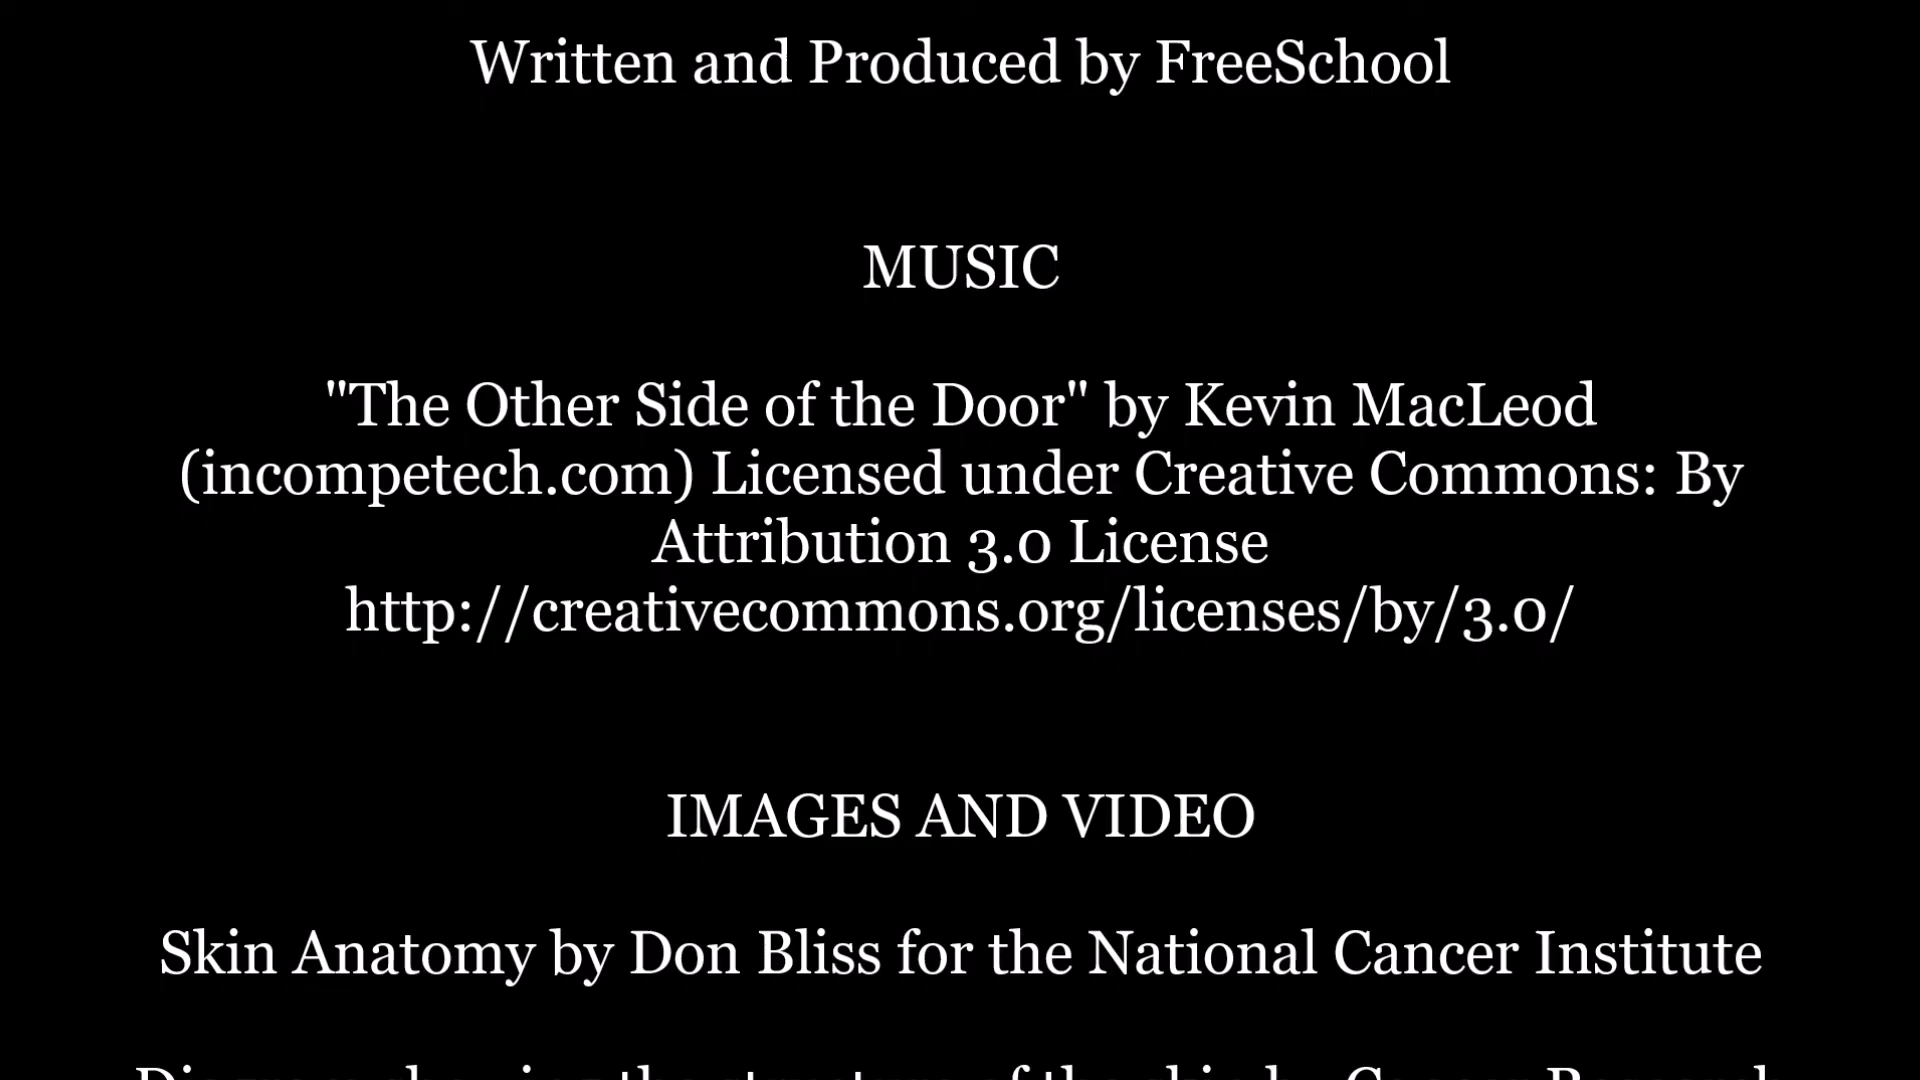 Written and Produced by FreeSchool
MUSIC
"The Other Side of the Door" by Kevin MacLeod
(incompetech.com) Licensed under Creative Commons: By
Attribution 3.0 License
http://creativecommons.org/licenses/by/3.0/
IMAGES AND VIDEO
Skin Anatomy by Don Bliss for the National Cancer Institute